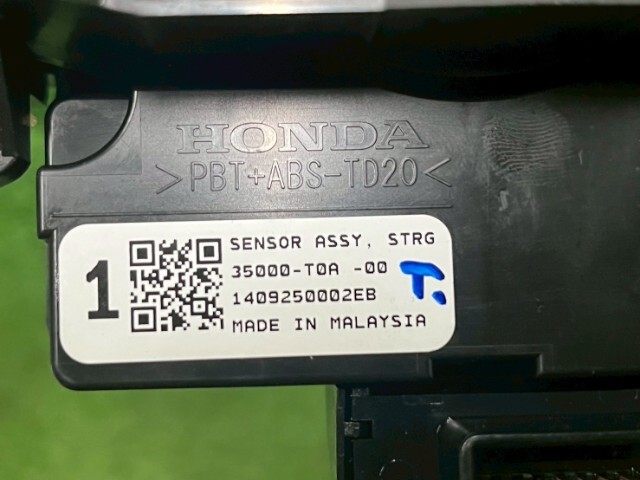 HONDA
>PBT+ABS-TD20<
1
SENSOR ASSY, STRG
35000-T0A -00
T.
1409250002EB
MADE IN MALAYSIA